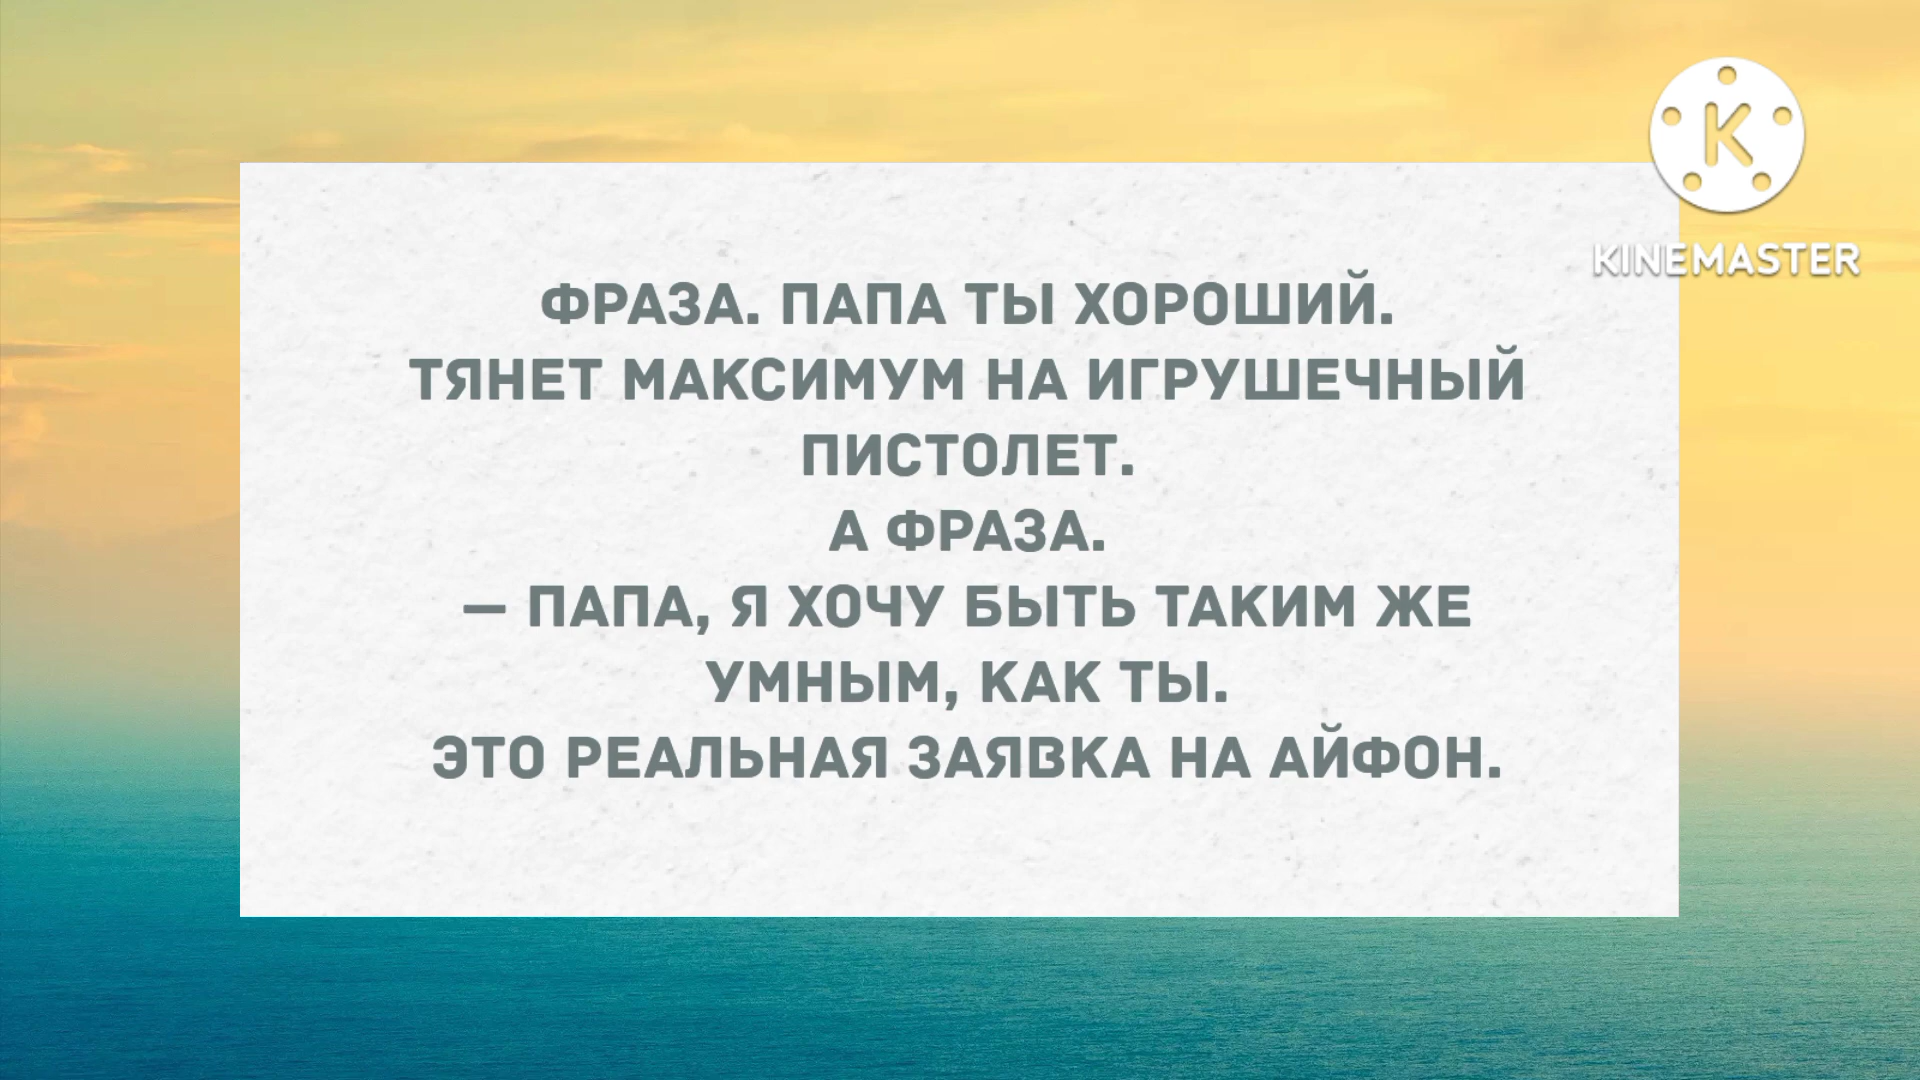 ФРАЗА. ПАПА ТЫ ХОРОШИЙ.
ТЯНЕТ МАКСИМУМ НА ИГРУШЕЧНЫЙ
ПИСТОЛЕТ.
А ФРАЗА.
— ПАПА, Я ХОЧУ БЫТЬ ТАКИМ ЖЕ
УМНЫМ, КАК ТЫ.
ЭТО РЕАЛЬНАЯ ЗАЯВКА НА АЙФОН.
K
KINEMASTER